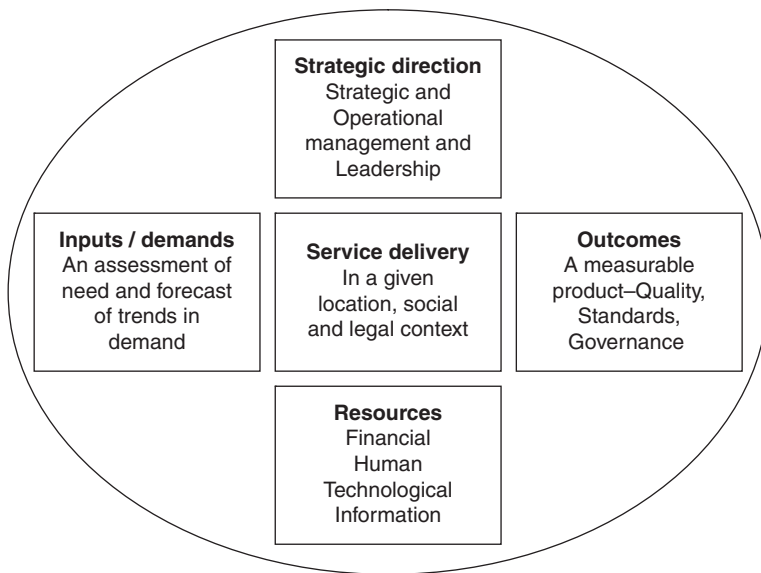 Strategic direction
Strategic and
Operational
management and
Leadership
Inputs / demands
An assessment of
need and forecast
of trends in
demand
Service delivery
In a given
location, social
and legal context
Outcomes
A measurable
product–Quality,
Standards,
Governance
Resources
Financial
Human
Technological
Information